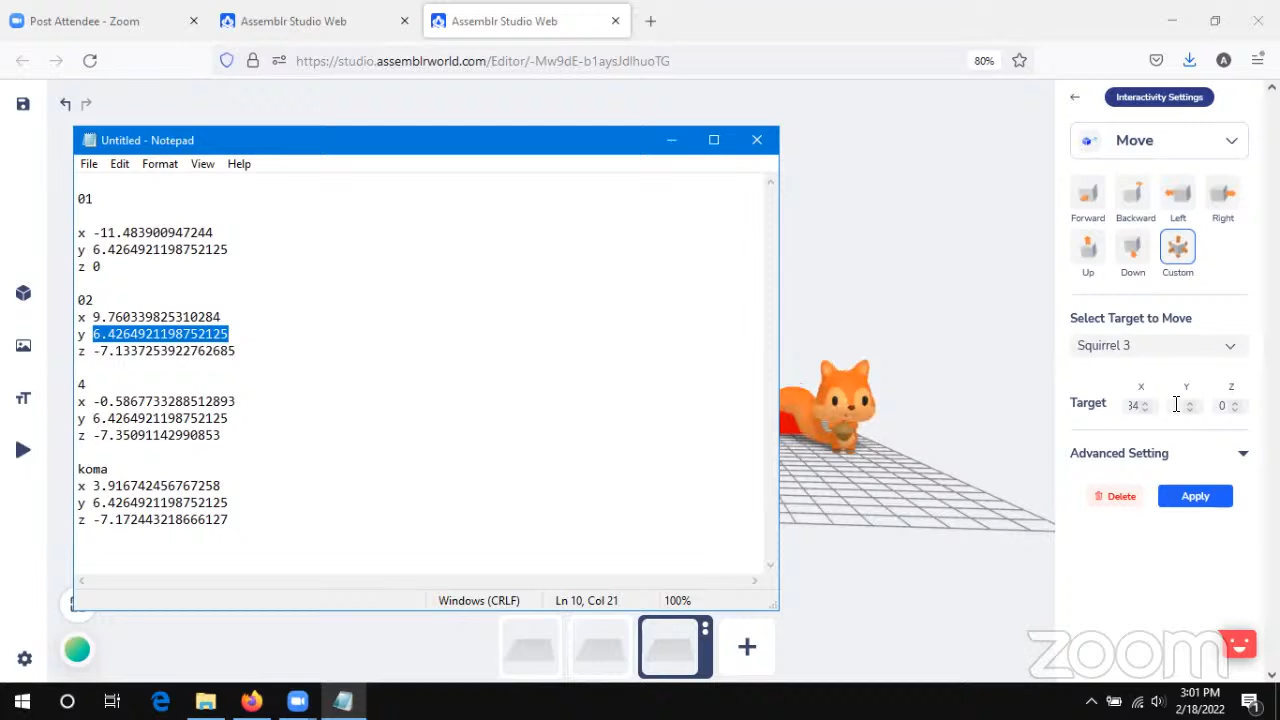 Post Attendee - Zoom
Assemblr Studio Web
Assemblr Studio Web
https://studio.assemblrworld.com/Editor/-Mw9dE-b1aysJdlhuoTG
80%
Interactivity Settings
Untitled - Notepad
File Edit Format View Help
01
x -11.483900947244
y 6.4264921198752125
z 0
02
x 9.760339825310284
y 6.4264921198752125
z -7.1337253922762685
4
x -0.5867733288512893
y 6.4264921198752125
z -7.35091142990853
koma
x 3.916742456767258
y 6.4264921198752125
z -7.172443218666127
Windows (CRLF) Ln 10, Col 21 100%
Move
Forward Backward Left Right
Up Down Custom
Select Target to Move
Squirrel 3
X Y Z
Target 34 0
Advanced Setting
Delete Apply
zoom
3:01 PM
2/18/2022
1